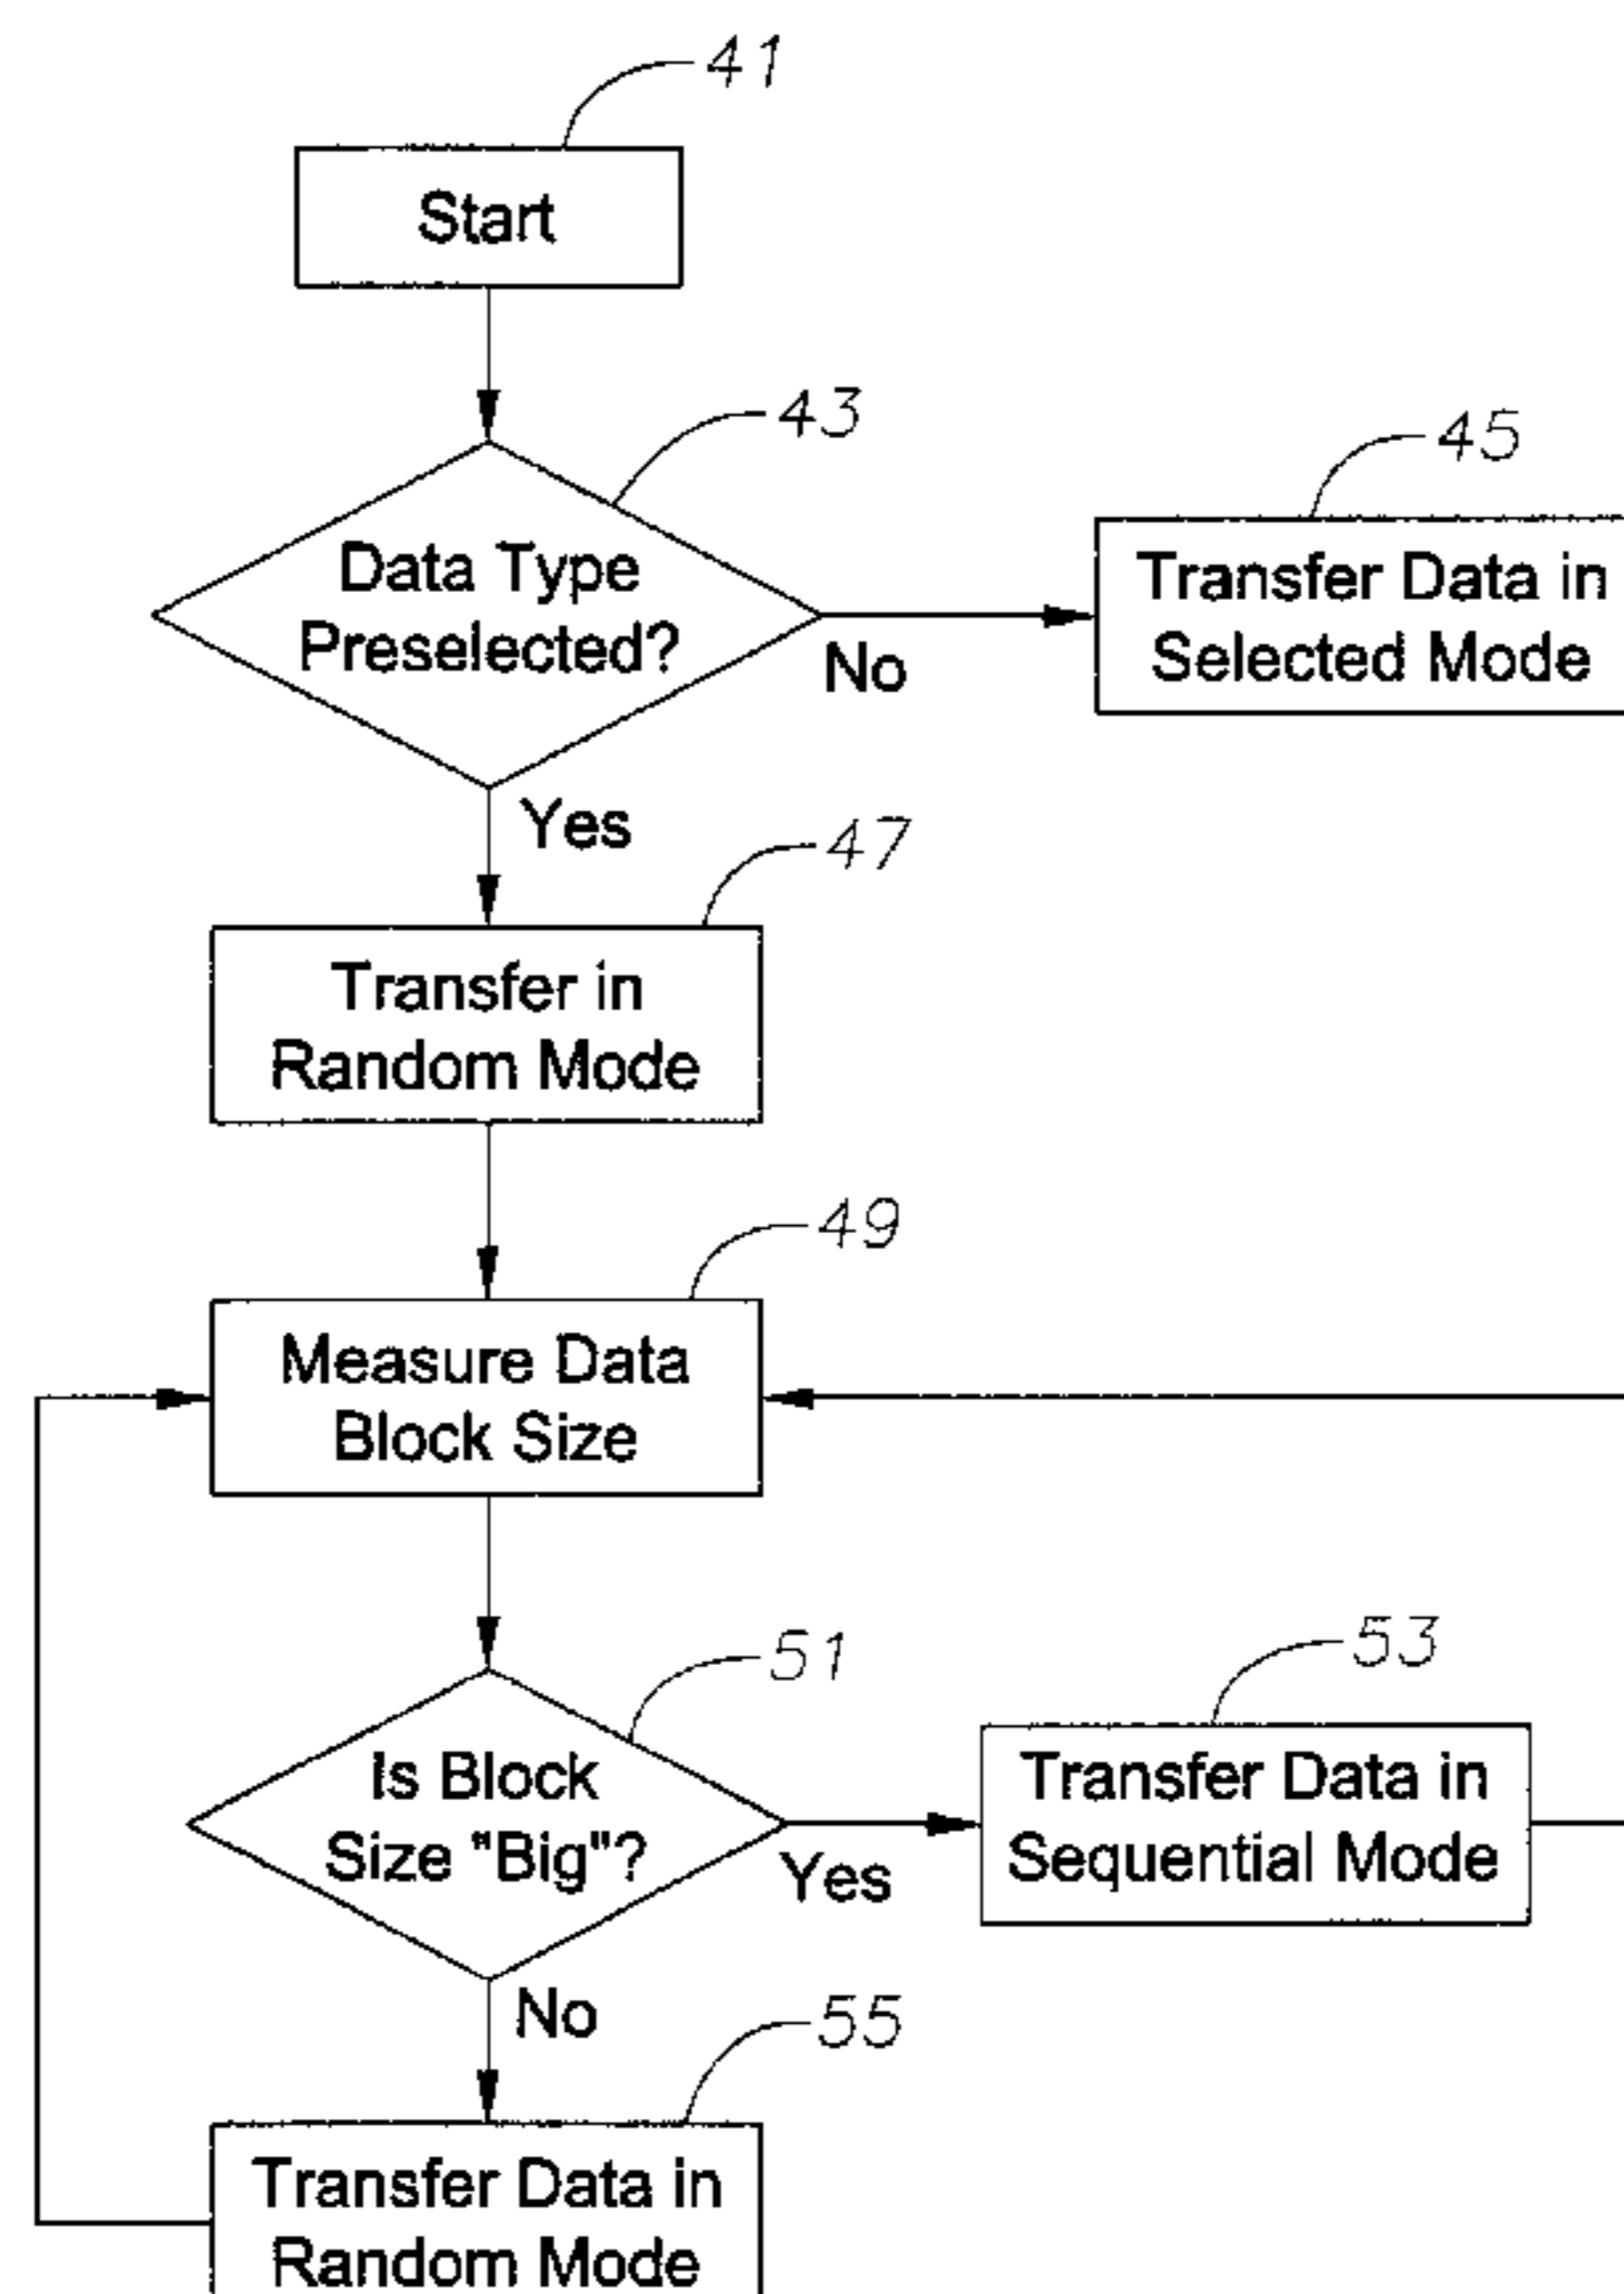 41
Start
43
Data Type
Preselected?
No
45
Transfer Data in
Selected Mode
Yes
47
Transfer in
Random Mode
49
Measure Data
Block Size
51
Is Block
Size "Big"?
Yes
53
Transfer Data in
Sequential Mode
No
55
Transfer Data in
Random Mode